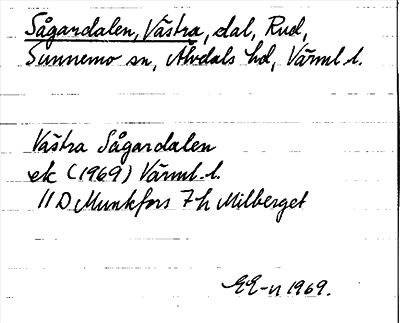 Sågardalen, Västra, dal, Rud,
Sunnemo sn, Älvdals hd, Värml. l.
Västra Sågardalen
ek (1969) Värml. l.
11 D Munkfors 7 h Milberget
EE-n 1969.